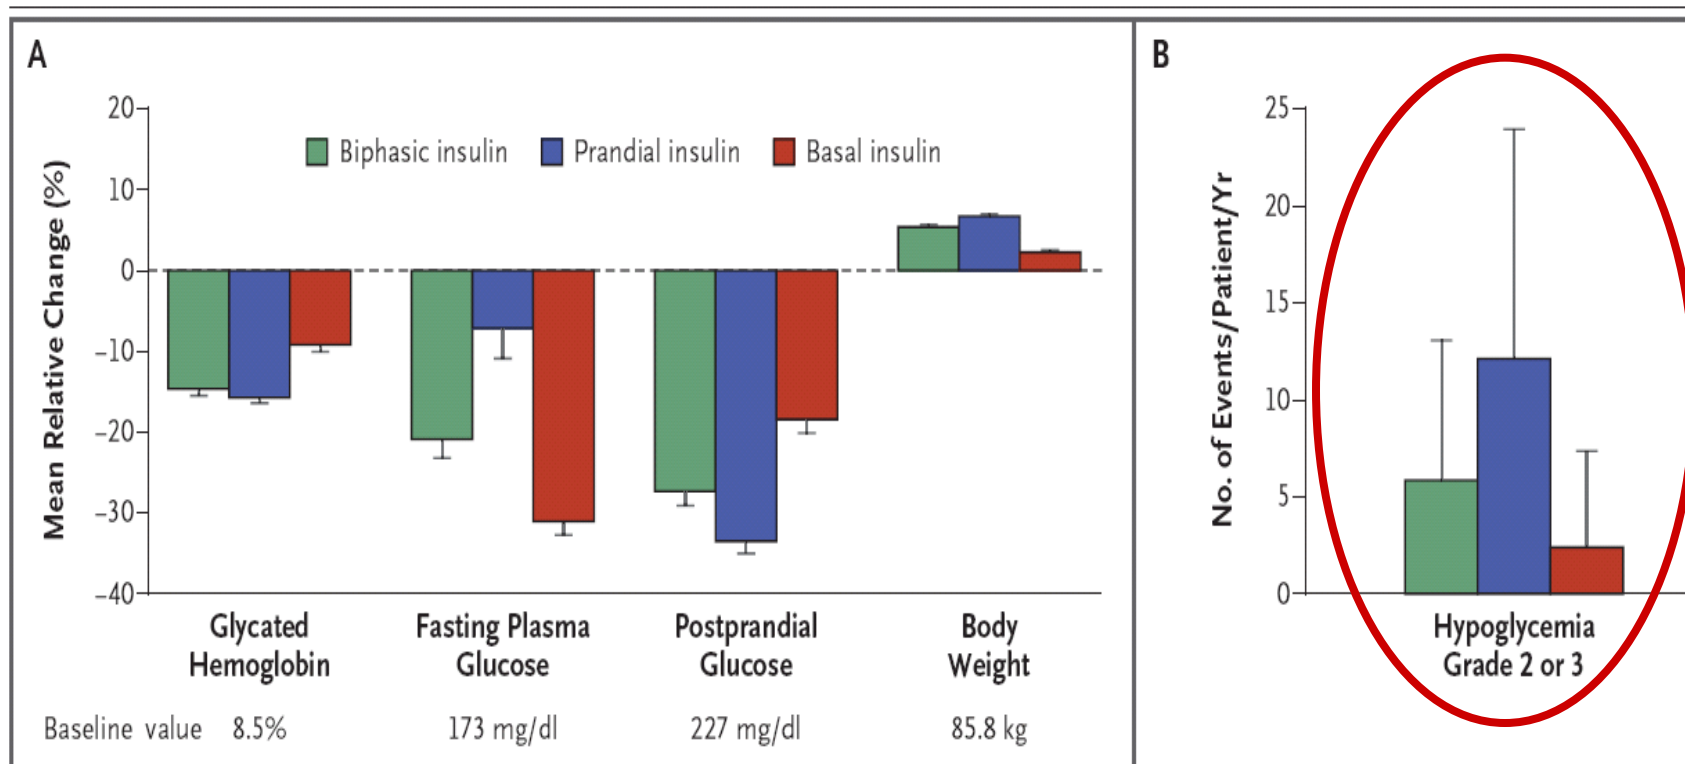 A
20
10
0
–10
–20
–30
–40
Mean Relative Change (%)
Biphasic insulin Prandial insulin Basal insulin
Glycated Hemoglobin
Fasting Plasma Glucose
Postprandial Glucose
Body Weight
Baseline value 8.5% 173 mg/dl 227 mg/dl 85.8 kg
B
25
20
15
10
5
0
No. of Events/Patient/Yr
Hypoglycemia
Grade 2 or 3